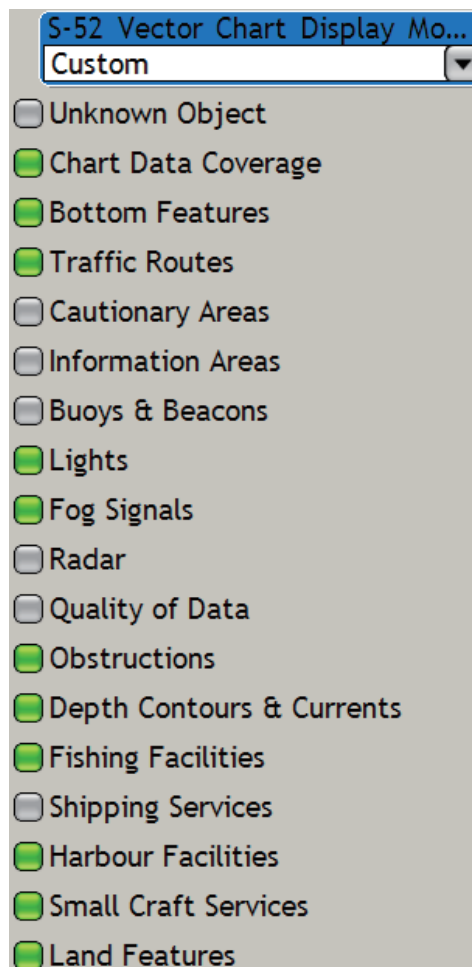 S-52 Vector Chart Display Mo...
Custom
Unknown Object
Chart Data Coverage
Bottom Features
Traffic Routes
Cautionary Areas
Information Areas
Buoys & Beacons
Lights
Fog Signals
Radar
Quality of Data
Obstructions
Depth Contours & Currents
Fishing Facilities
Shipping Services
Harbour Facilities
Small Craft Services
Land Features